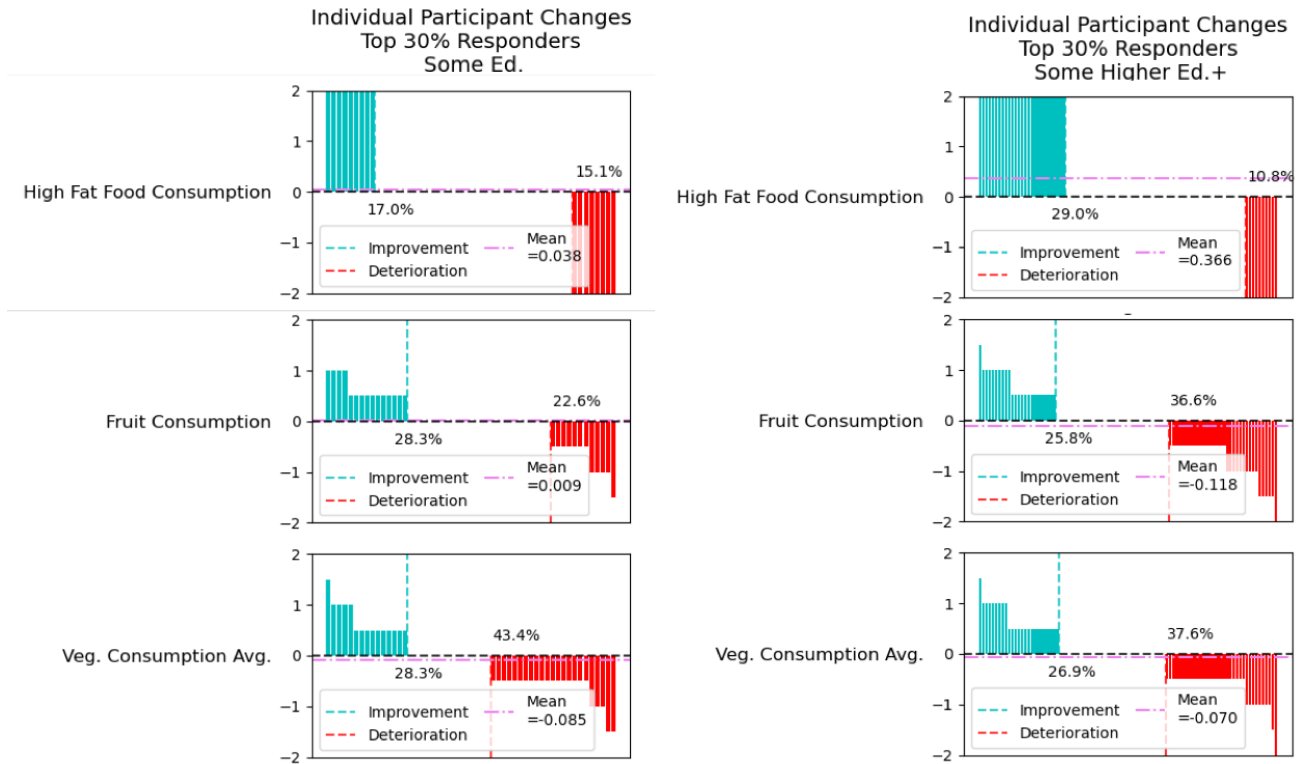 Individual Participant Changes
Top 30% Responders
Some Ed.
2
1
15.1%
High Fat Food Consumption
0
17.0%
−1
Improvement
Deterioration
Mean
=0.038
−2
2
1
22.6%
Fruit Consumption
0
28.3%
−1
Improvement
Deterioration
Mean
=0.009
−2
2
1
43.4%
Veg. Consumption Avg.
0
28.3%
−1
Improvement
Deterioration
Mean
=-0.085
−2
Individual Participant Changes
Top 30% Responders
Some Higher Ed.+
2
1
10.8%
High Fat Food Consumption
0
29.0%
−1
Improvement
Deterioration
Mean
=0.366
−2
2
1
36.6%
Fruit Consumption
0
25.8%
−1
Improvement
Deterioration
Mean
=-0.118
−2
2
1
37.6%
Veg. Consumption Avg.
0
26.9%
−1
Improvement
Deterioration
Mean
=-0.070
−2